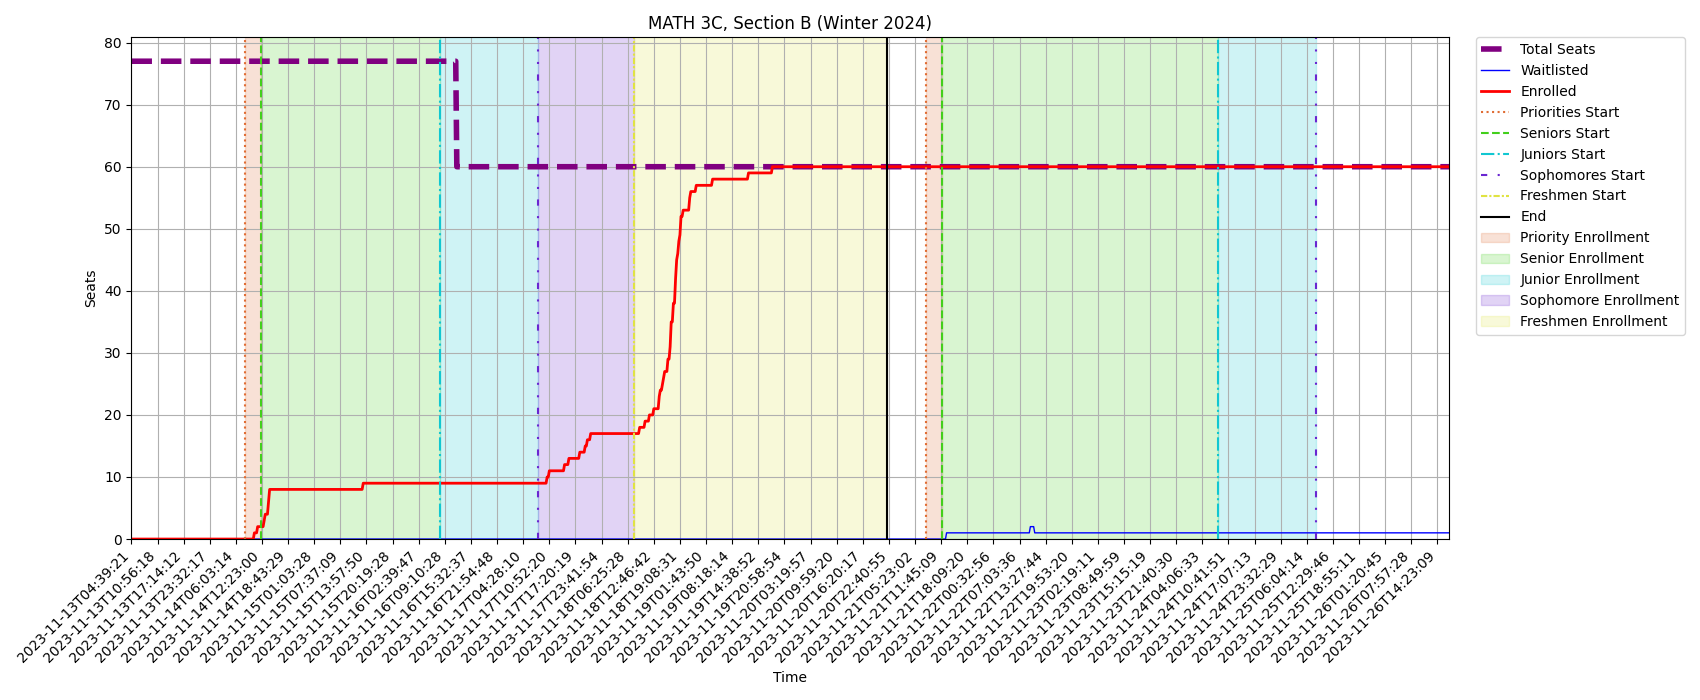 MATH 3C, Section B (Winter 2024)
80
70
60
50
40
30
20
10
0
Seats
2023-11-13T04:39:21
2023-11-13T10:56:18
2023-11-13T17:14:12
2023-11-13T23:32:17
2023-11-14T06:03:14
2023-11-14T12:23:00
2023-11-14T18:43:29
2023-11-15T01:03:28
2023-11-15T07:37:09
2023-11-15T13:57:50
2023-11-15T20:19:28
2023-11-16T02:39:47
2023-11-16T09:10:28
2023-11-16T15:32:37
2023-11-16T21:54:48
2023-11-17T04:28:10
2023-11-17T10:52:20
2023-11-17T17:20:19
2023-11-17T23:41:54
2023-11-18T06:25:28
2023-11-18T12:46:42
2023-11-18T19:08:31
2023-11-19T01:43:50
2023-11-19T08:18:14
2023-11-19T14:38:52
2023-11-19T20:58:54
2023-11-20T03:19:57
2023-11-20T09:59:20
2023-11-20T16:20:17
2023-11-20T22:40:55
2023-11-21T05:23:02
2023-11-21T11:45:09
2023-11-21T18:09:20
2023-11-22T00:32:56
2023-11-22T07:03:36
2023-11-22T13:27:44
2023-11-22T19:53:20
2023-11-23T02:19:11
2023-11-23T08:49:59
2023-11-23T15:15:19
2023-11-23T21:40:30
2023-11-24T04:06:33
2023-11-24T10:41:51
2023-11-24T17:07:13
2023-11-24T23:32:29
2023-11-25T06:04:14
2023-11-25T12:29:46
2023-11-25T18:55:11
2023-11-26T01:20:45
2023-11-26T07:57:28
2023-11-26T14:23:09
Time
Total Seats
Waitlisted
Enrolled
Priorities Start
Seniors Start
Juniors Start
Sophomores Start
Freshmen Start
End
Priority Enrollment
Senior Enrollment
Junior Enrollment
Sophomore Enrollment
Freshmen Enrollment